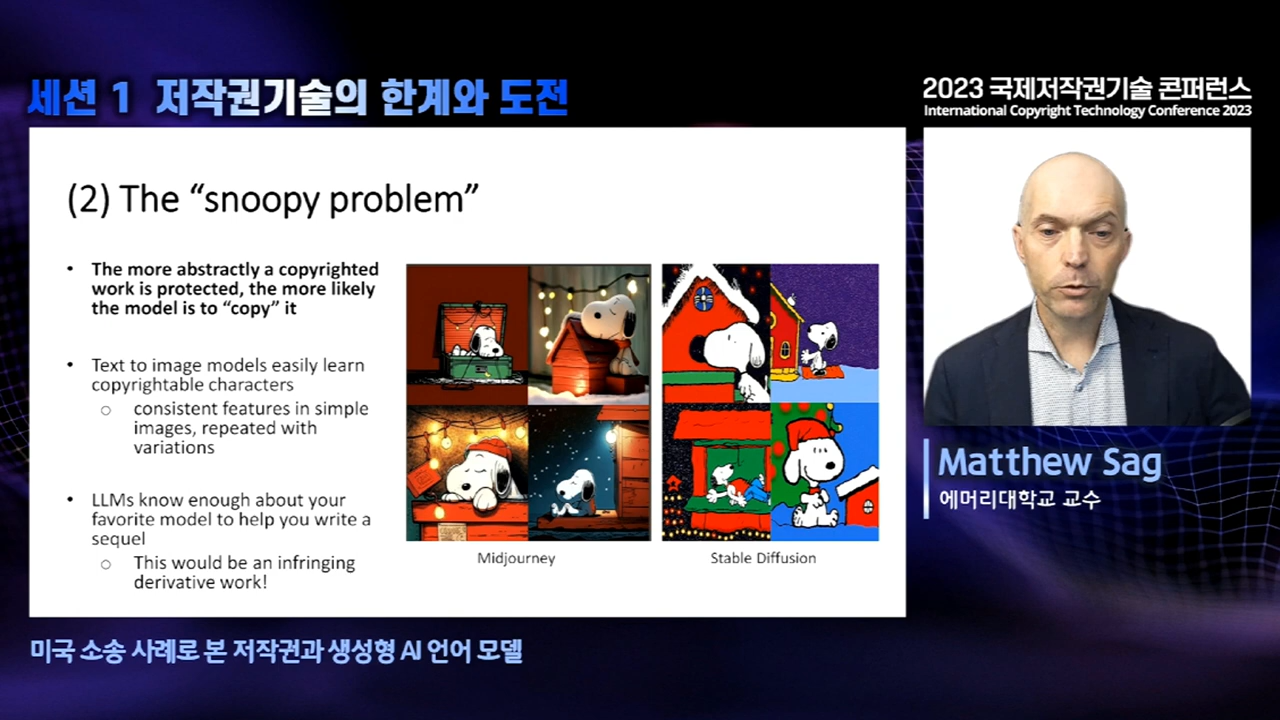 세션 1 저작권기술의 한계와 도전
2023 국제저작권기술 콘퍼런스
International Copyright Technology Conference 2023
(2) The “snoopy problem”
• The more abstractly a copyrighted
work is protected, the more likely
the model is to “copy” it
• Text to image models easily learn
copyrightable characters
○ consistent features in simple
images, repeated with
variations
• LLMs know enough about your
favorite model to help you write a
sequel
○ This would be an infringing
derivative work!
Midjourney
Stable Diffusion
Matthew Sag
에머리대학교 교수
미국 소송 사례로 본 저작권과 생성형 AI 언어 모델